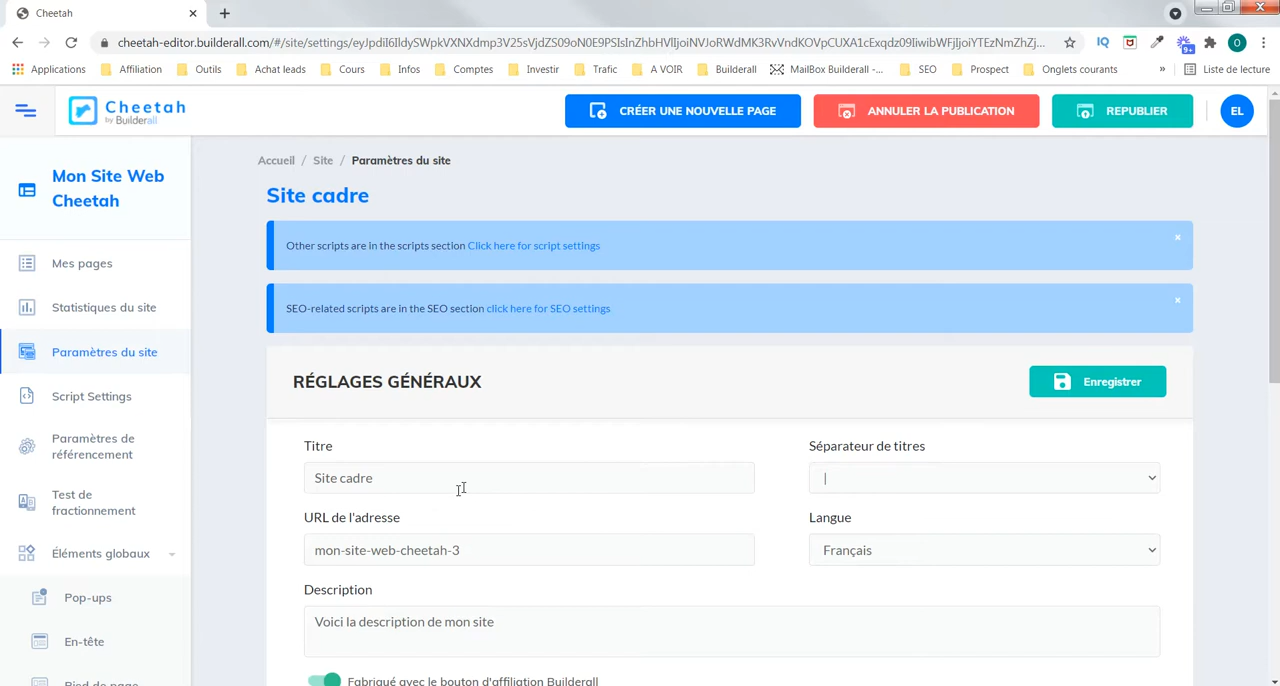 Cheetah
cheetah-editor.builderall.com/#/site/settings/eyJpdiI6IldySWpkVXNXdmp3V25sVjdZS09oN0E9PSIsInZhbHVlIjoiNVJoRWdMK3RvVndKOVpCUXA1cExqdz09IiwibWFjIjoiYTEzNmZhZj...
Applications Affiliation Outils Achat leads Cours Infos Comptes Investir Trafic A VOIR Builderall MailBox Builderall -... SEO Prospect Onglets courants » Liste de lecture
Cheetah
by Builderall
CRÉER UNE NOUVELLE PAGE
ANNULER LA PUBLICATION
REPUBLIER
EL
Mon Site Web
Cheetah
Mes pages
Statistiques du site
Paramètres du site
Script Settings
Paramètres de
référencement
Test de
fractionnement
Éléments globaux
Pop-ups
En-tête
Pied de page
Accueil / Site / Paramètres du site
Site cadre
Other scripts are in the scripts section Click here for script settings
SEO-related scripts are in the SEO section click here for SEO settings
RÉGLAGES GÉNÉRAUX
Enregistrer
Titre
Séparateur de titres
Site cadre
|
URL de l'adresse
Langue
mon-site-web-cheetah-3
Français
Description
Voici la description de mon site
Fabriqué avec le bouton d'affiliation Builderall